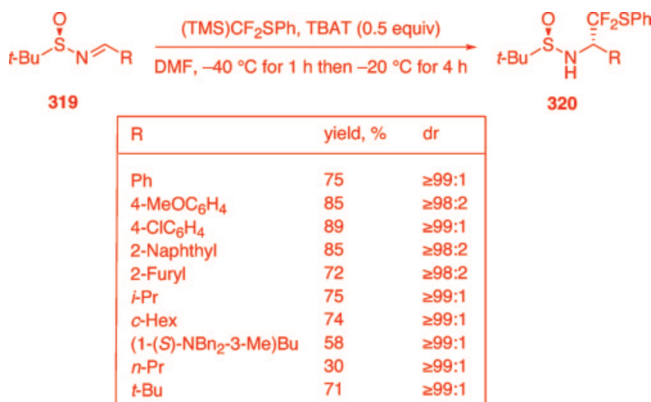 (TMS)CF₂SPh, TBAT (0.5 equiv)
DMF, –40 °C for 1 h then –20 °C for 4 h
O
S
t-Bu
N
R
319
O
CF₂SPh
S
t-Bu
N
H
R
320
R yield, % dr
Ph 75 ≥99:1
4-MeOC₆H₄ 85 ≥98:2
4-ClC₆H₄ 89 ≥99:1
2-Naphthyl 85 ≥98:2
2-Furyl 72 ≥98:2
i-Pr 75 ≥99:1
c-Hex 74 ≥99:1
(1-(S)-NBn₂-3-Me)Bu 58 ≥99:1
n-Pr 30 ≥99:1
t-Bu 71 ≥99:1